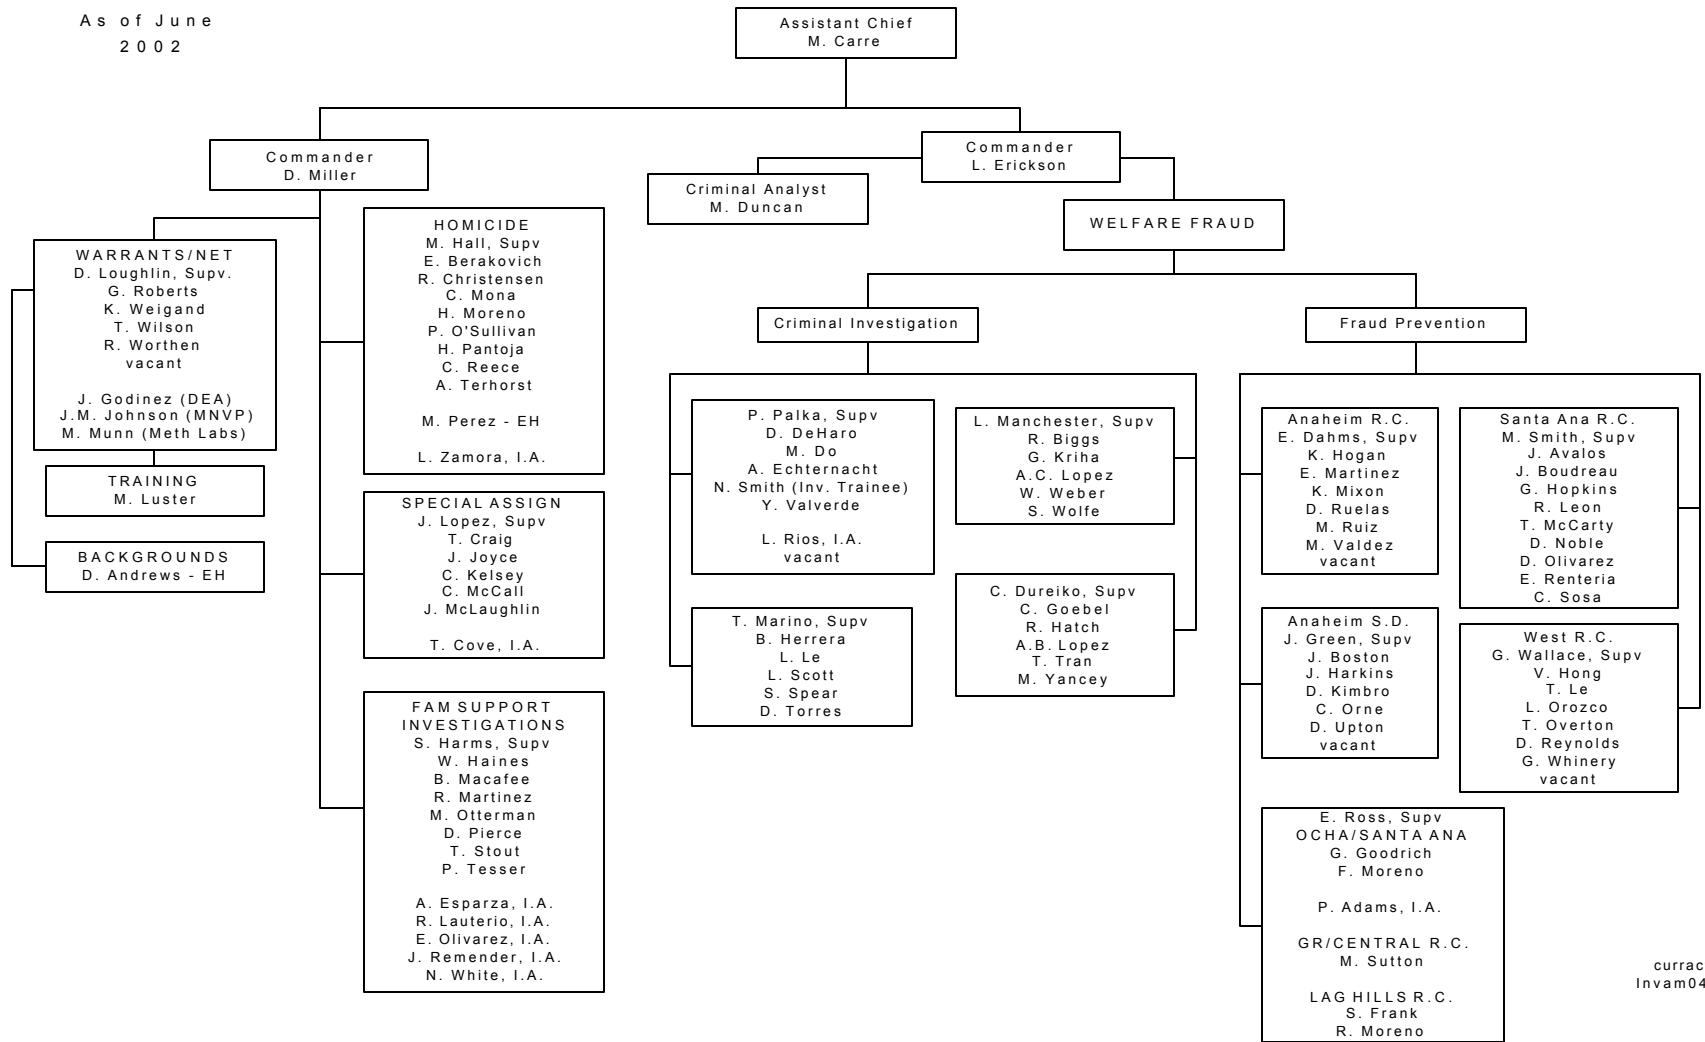 As of June
2002
Assistant Chief
M. Carre
Commander
D. Miller
Commander
L. Erickson
Criminal Analyst
M. Duncan
WELFARE FRAUD
WARRANTS/NET
D. Loughlin, Supv.
G. Roberts
K. Weigand
T. Wilson
R. Worthen
vacant
J. Godinez (DEA)
J.M. Johnson (MNVP)
M. Munn (Meth Labs)
TRAINING
M. Luster
BACKGROUNDS
D. Andrews - EH
HOMICIDE
M. Hall, Supv
E. Berakovich
R. Christensen
C. Mona
H. Moreno
P. O'Sullivan
H. Pantoja
C. Reece
A. Terhorst
M. Perez - EH
L. Zamora, I.A.
SPECIAL ASSIGN
J. Lopez, Supv
T. Craig
J. Joyce
C. Kelsey
C. McCall
J. McLaughlin
T. Cove, I.A.
FAM SUPPORT
INVESTIGATIONS
S. Harms, Supv
W. Haines
B. Macafee
R. Martinez
M. Otterman
D. Pierce
T. Stout
P. Tesser
A. Esparza, I.A.
R. Lauterio, I.A.
E. Olivarez, I.A.
J. Remender, I.A.
N. White, I.A.
Criminal Investigation
P. Palka, Supv
D. DeHaro
M. Do
A. Echternacht
N. Smith (Inv. Trainee)
Y. Valverde
L. Rios, I.A.
vacant
T. Marino, Supv
B. Herrera
L. Le
L. Scott
S. Spear
D. Torres
L. Manchester, Supv
R. Biggs
G. Kriha
A.C. Lopez
W. Weber
S. Wolfe
C. Dureiko, Supv
C. Goebel
R. Hatch
A.B. Lopez
T. Tran
M. Yancey
Fraud Prevention
Anaheim R.C.
E. Dahms, Supv
K. Hogan
E. Martinez
K. Mixon
D. Ruelas
M. Ruiz
M. Valdez
vacant
Anaheim S.D.
J. Green, Supv
J. Boston
J. Harkins
D. Kimbro
C. Orne
D. Upton
vacant
E. Ross, Supv
OCHA/SANTA ANA
G. Goodrich
F. Moreno
P. Adams, I.A.
GR/CENTRAL R.C.
M. Sutton
LAG HILLS R.C.
S. Frank
R. Moreno
Santa Ana R.C.
M. Smith, Supv
J. Avalos
J. Boudreau
G. Hopkins
R. Leon
T. McCarty
D. Noble
D. Olivarez
E. Renteria
C. Sosa
West R.C.
G. Wallace, Supv
V. Hong
T. Le
L. Orozco
T. Overton
D. Reynolds
G. Whinery
vacant
currac
Invam04